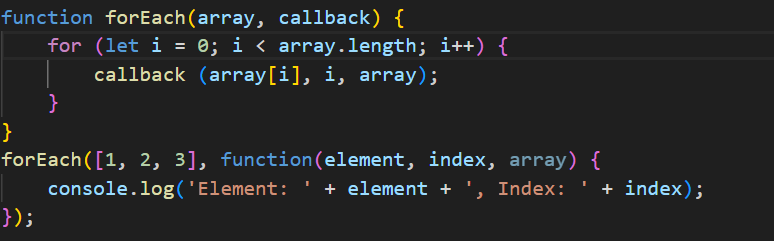 function forEach(array, callback) {
    for (let i = 0; i < array.length; i++) {
        callback (array[i], i, array);
    }
}
forEach([1, 2, 3], function(element, index, array) {
    console.log('Element: ' + element + ', Index: ' + index);
});